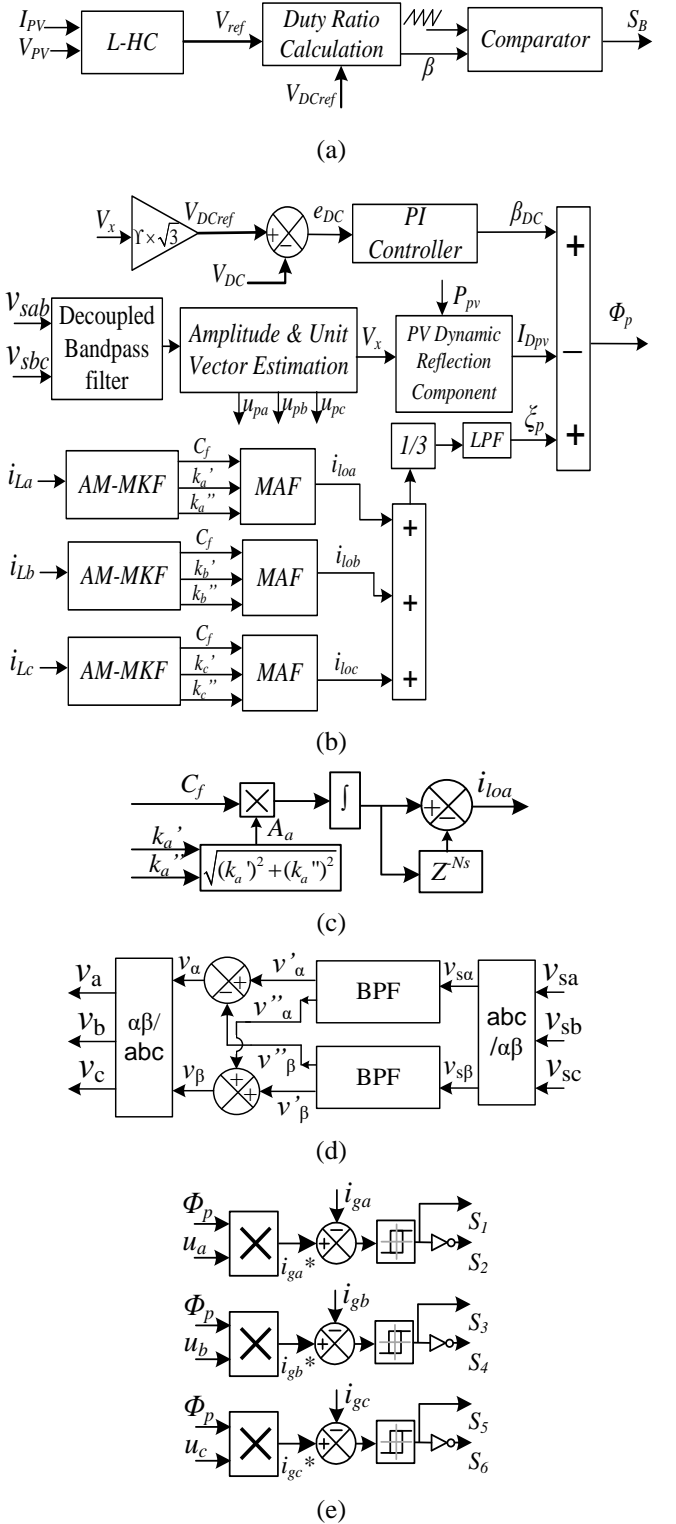 I_PV
V_PV
L-HC
V_ref
Duty Ratio
Calculation
V_DCref
β
Comparator
S_B
(a)
V_x
ϒ×√3
V_DCref
+
−
V_DC
e_DC
PI
Controller
β_DC
+
v_sab
v_sbc
Decoupled
Bandpass
filter
Amplitude & Unit
Vector Estimation
u_pa
u_pb
u_pc
V_x
P_pv
PV Dynamic
Reflection
Component
I_Dpv
−
Φ_p
1/3
LPF
ξ_p
+
i_La
AM-MKF
C_f
k_a'
k_a''
MAF
i_loa
+
i_Lb
AM-MKF
C_f
k_b'
k_b''
MAF
i_lob
+
i_Lc
AM-MKF
C_f
k_c'
k_c''
MAF
i_loc
+
(b)
C_f
×
A_a
k_a'
k_a''
√((k_a')² +(k_a'')²)
∫
+
−
Z^-Ns
i_loa
(c)
v_a
v_b
v_c
αβ/
abc
v_α
v_β
−
+
+
+
v'_α
v''_α
v''_β
v'_β
BPF
BPF
v_sα
v_sβ
abc
/αβ
v_sa
v_sb
v_sc
(d)
Φ_p
u_a
×
i_ga*
i_ga
+
−
S_1
S_2
Φ_p
u_b
×
i_gb*
i_gb
+
−
S_3
S_4
Φ_p
u_c
×
i_gc*
i_gc
+
−
S_5
S_6
(e)